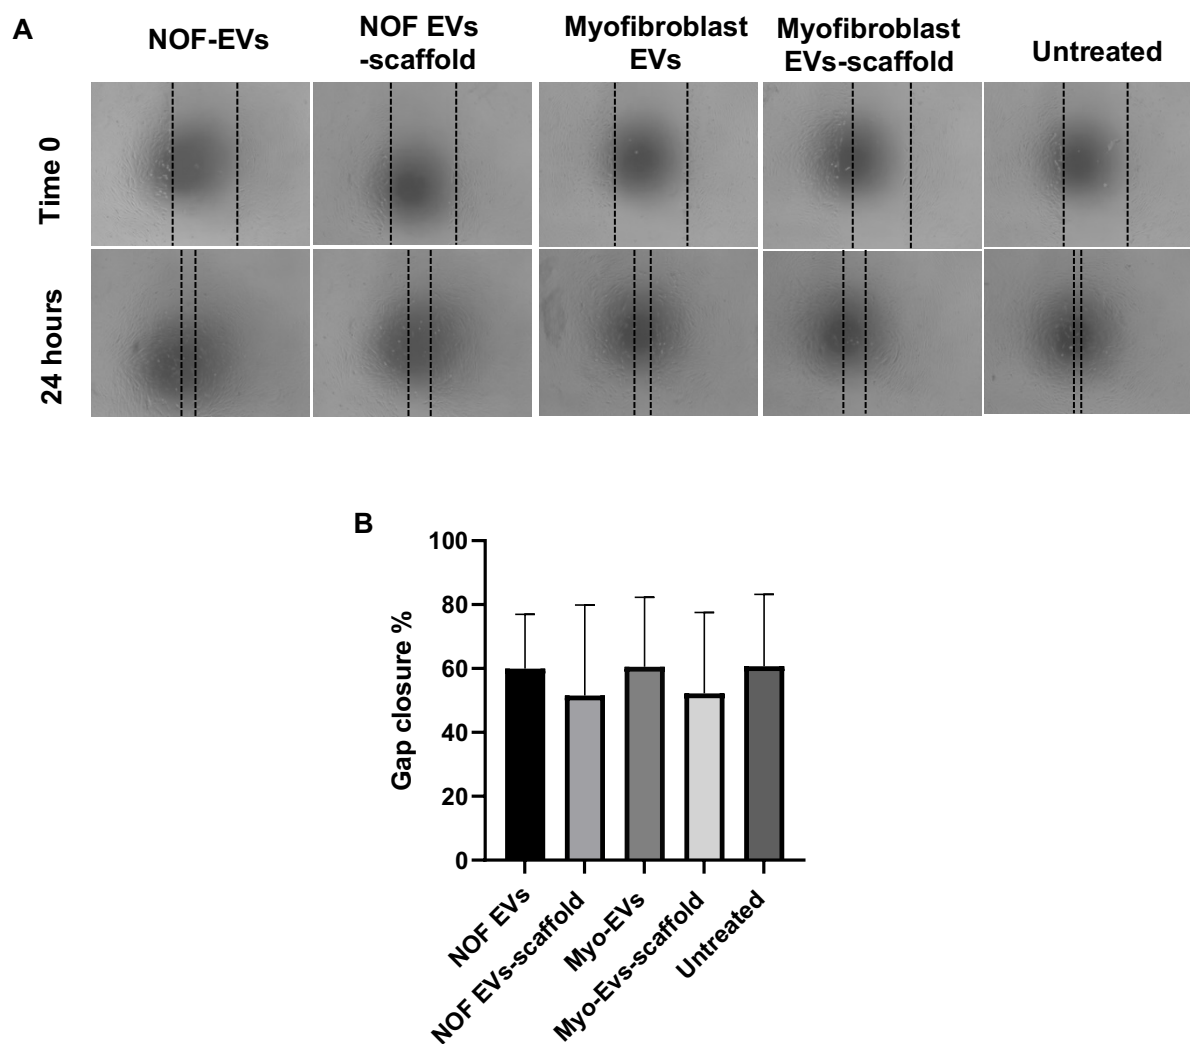 A
NOF-EVs
NOF EVs
-scaffold
Myofibroblast
EVs
Myofibroblast
EVs-scaffold
Untreated
Time 0
24 hours
B
Gap closure %
100
80
60
40
20
0
NOF EVs
NOF EVs-scaffold
Myo-EVs
Myo-Evs-scaffold
Untreated